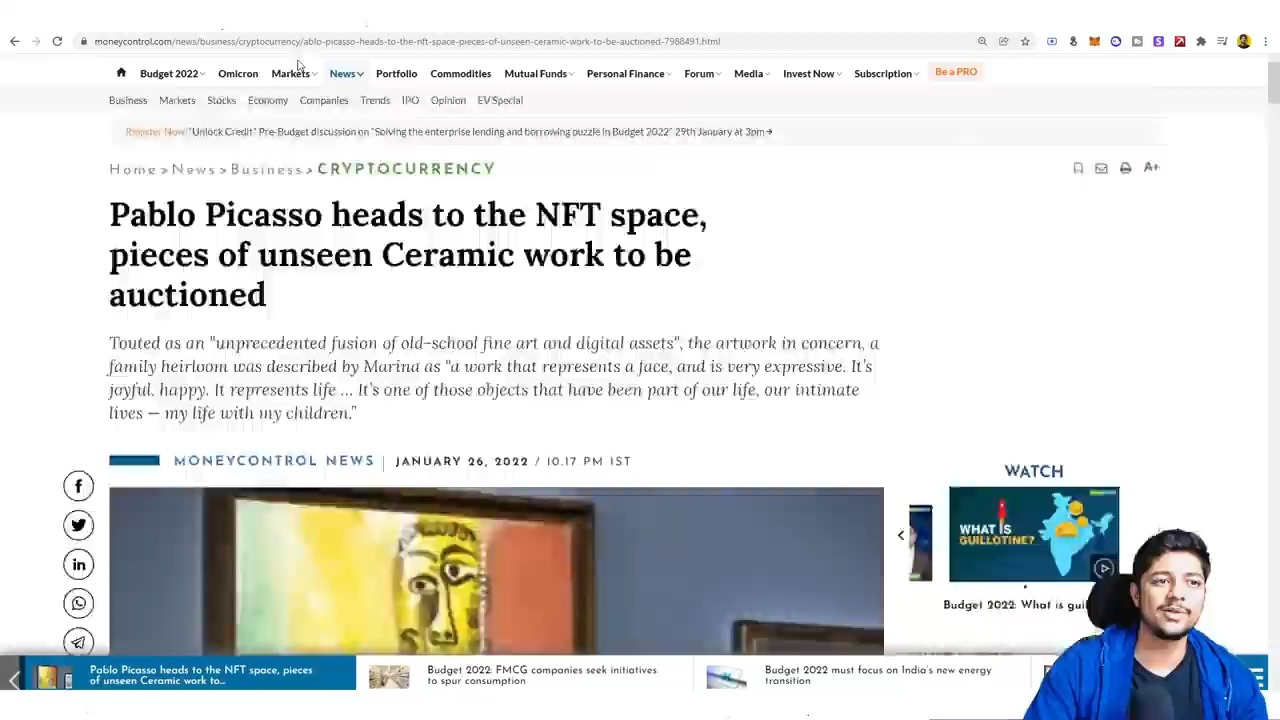 moneycontrol.com/news/business/cryptocurrency/ablo-picasso-heads-to-the-nft-space-pieces-of-unseen-ceramic-work-to-be-auctioned-7988491.html
Budget 2022 Omicron Markets News Portfolio Commodities Mutual Funds Personal Finance Forum Media Invest Now Subscription Be a PRO
Business Markets Stocks Economy Companies Trends IPO Opinion EV Special
Register Now! "Unlock Credit" Pre-Budget discussion on "Solving the enterprise lending and borrowing puzzle in Budget 2022" 29th January at 3pm
Home > News > Business > CRYPTOCURRENCY
A+
Pablo Picasso heads to the NFT space,
pieces of unseen Ceramic work to be
auctioned
Touted as an "unprecedented fusion of old-school fine art and digital assets", the artwork in concern, a
family heirloom was described by Marina as "a work that represents a face, and is very expressive. It's
joyful, happy. It represents life … It's one of those objects that have been part of our life, our intimate
lives — my life with my children."
MONEYCONTROL NEWS | JANUARY 26, 2022 / 10.17 PM IST
WATCH
WHAT IS
GUILLOTINE?
Budget 2022: What is
Pablo Picasso heads to the NFT space, pieces
of unseen Ceramic work to...
Budget 2022: FMCG companies seek initiatives
to spur consumption
Budget 2022 must focus on India's new energy
transition